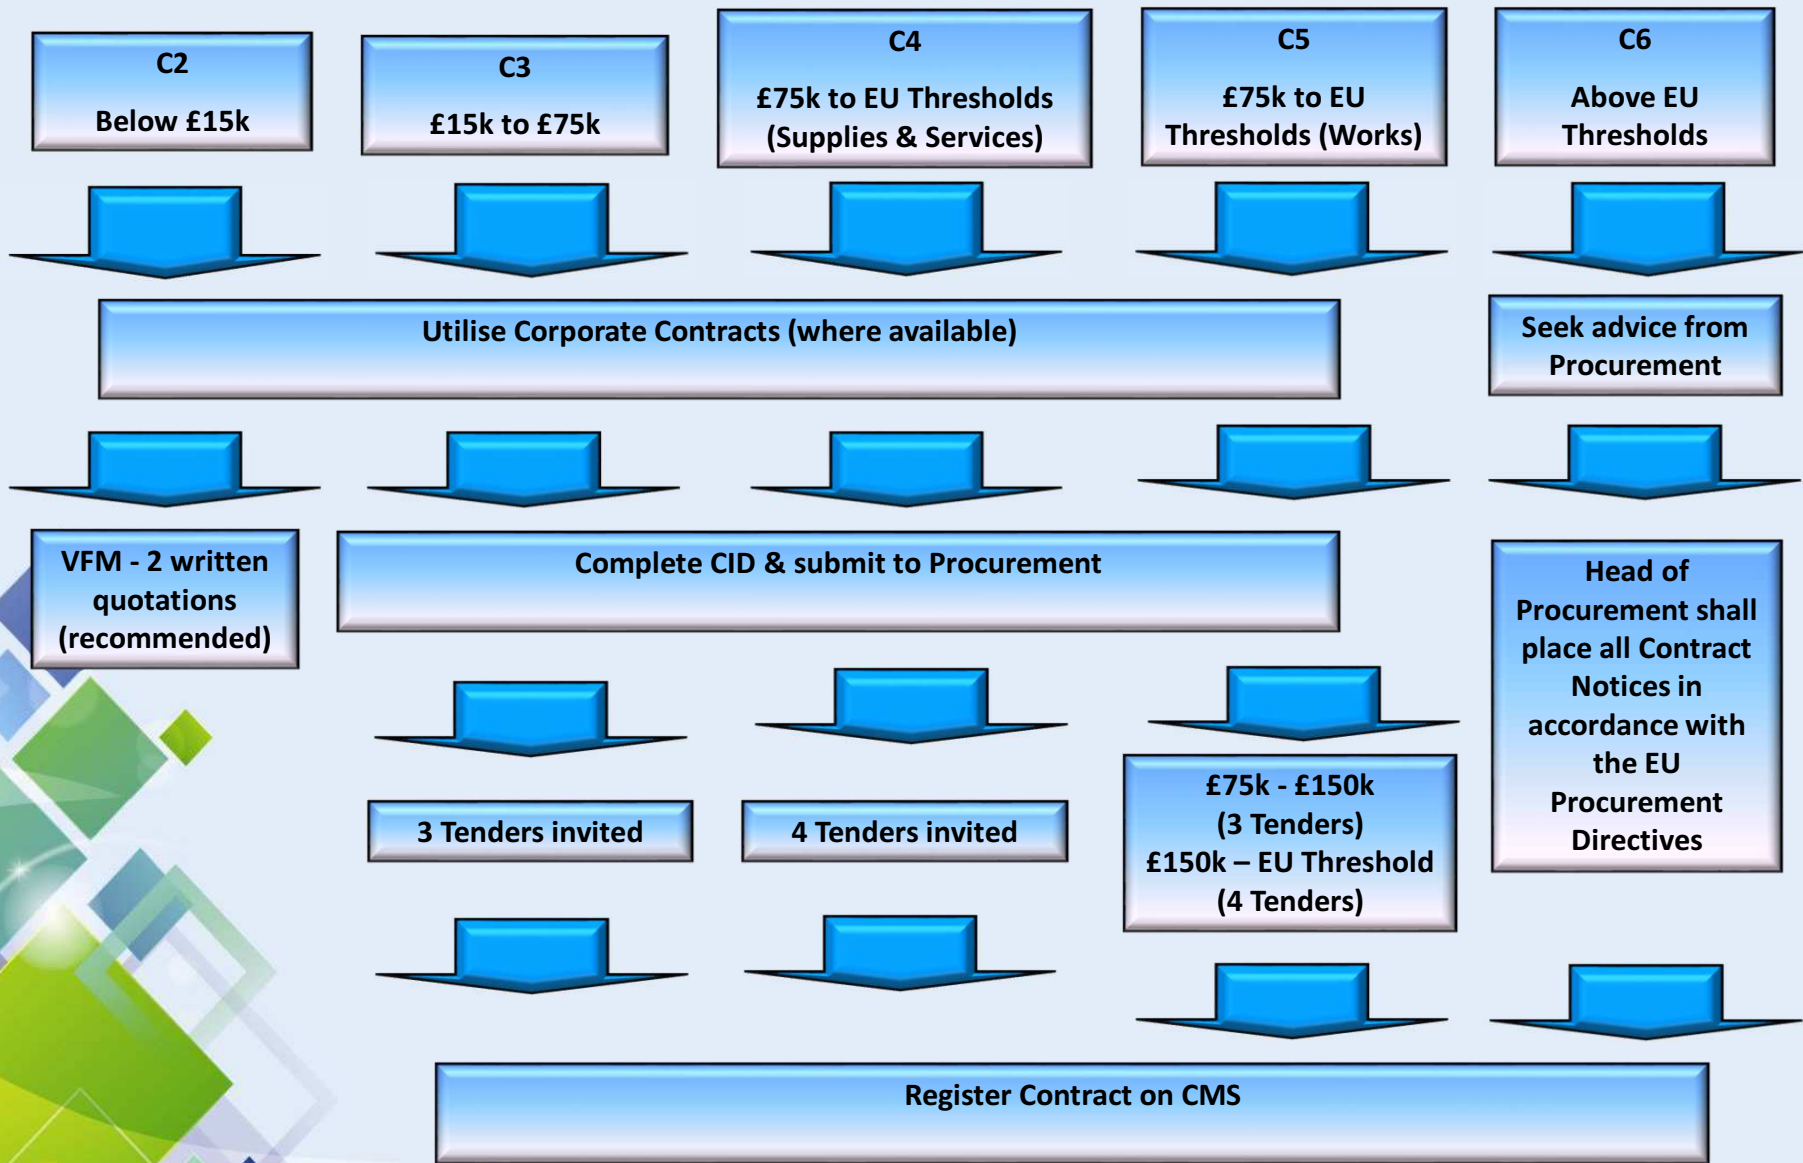 C2
Below £15k
C3
£15k to £75k
C4
£75k to EU Thresholds
(Supplies & Services)
C5
£75k to EU
Thresholds (Works)
C6
Above EU
Thresholds
Utilise Corporate Contracts (where available)
Seek advice from
Procurement
VFM - 2 written
quotations
(recommended)
Complete CID & submit to Procurement
Head of
Procurement shall
place all Contract
Notices in
accordance with
the EU
Procurement
Directives
3 Tenders invited
4 Tenders invited
£75k - £150k
(3 Tenders)
£150k – EU Threshold
(4 Tenders)
Register Contract on CMS